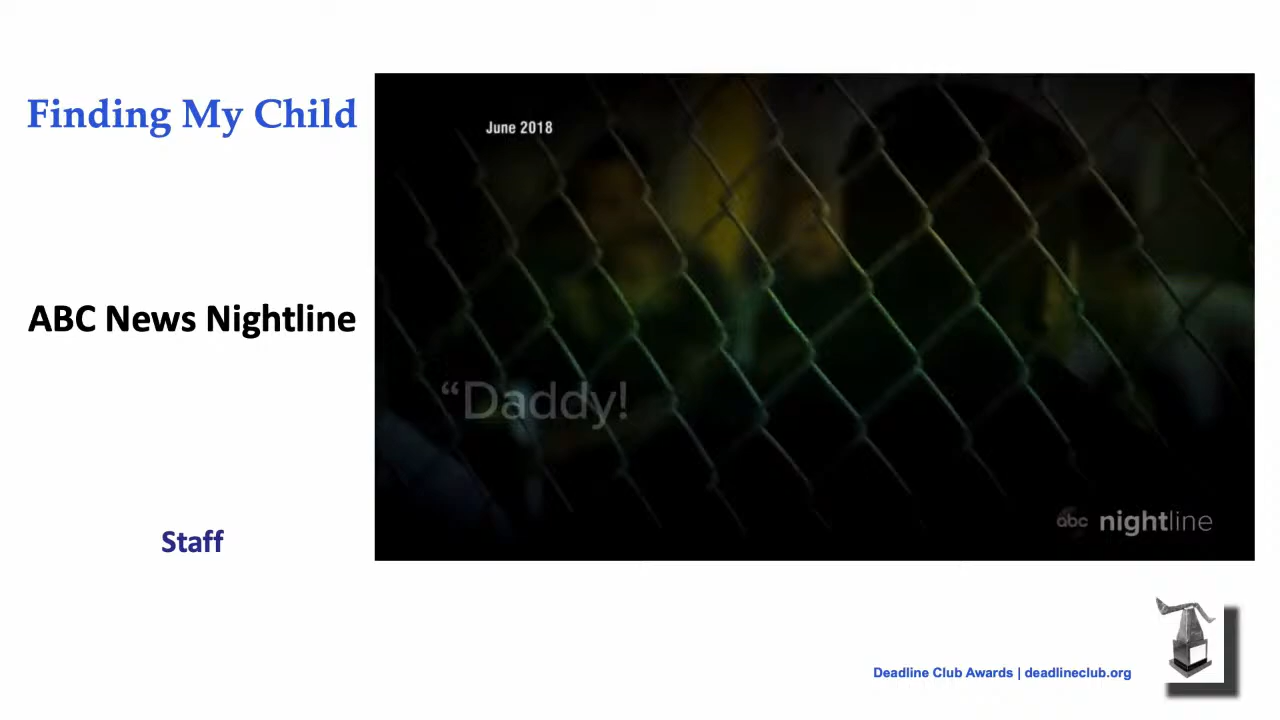 Finding My Child
June 2018
ABC News Nightline
“Daddy!
abc nightline
Staff
Deadline Club Awards | deadlineclub.org